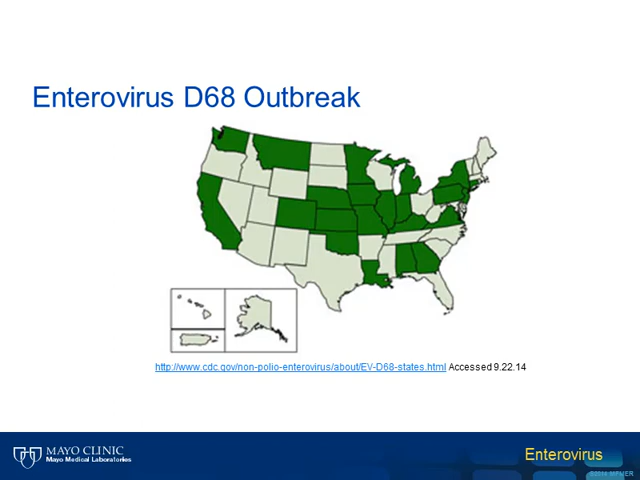 Enterovirus D68 Outbreak
http://www.cdc.gov/non-polio-enterovirus/about/EV-D68-states.html Accessed 9.22.14
MAYO CLINIC
Mayo Medical Laboratories
Enterovirus